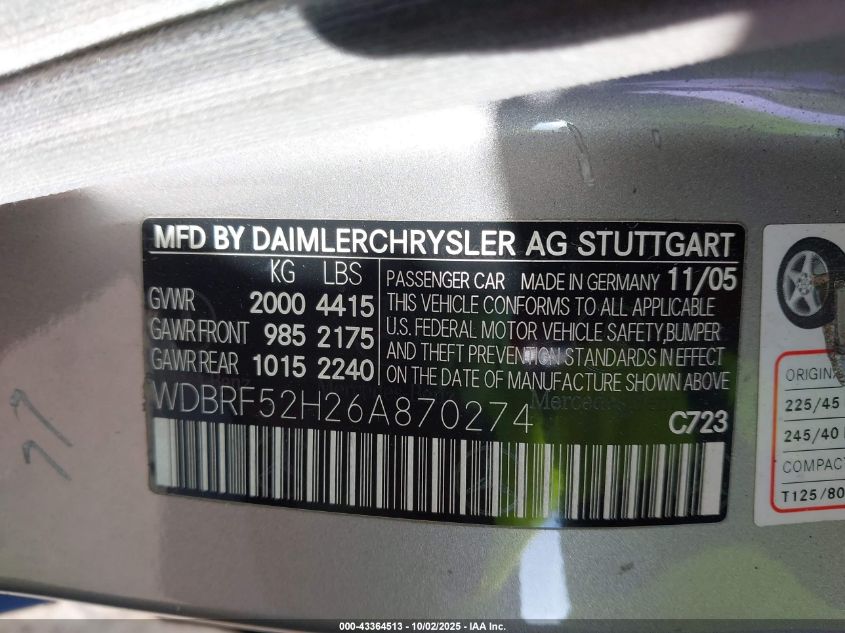 MFD BY DAIMLERCHRYSLER AG STUTTGART
KG LBS
GVWR 2000 4415
GAWR FRONT 985 2175
GAWR REAR 1015 2240
PASSENGER CAR MADE IN GERMANY 11/05
THIS VEHICLE CONFORMS TO ALL APPLICABLE
U.S. FEDERAL MOTOR VEHICLE SAFETY, BUMPER
AND THEFT PREVENTION STANDARDS IN EFFECT
ON THE DATE OF MANUFACTURE SHOWN ABOVE
WDBRF52H26A870274
C723
225/45
245/40
COMPACT
T125/80
77
000-43364513 - 10/02/2025 - IAA Inc.